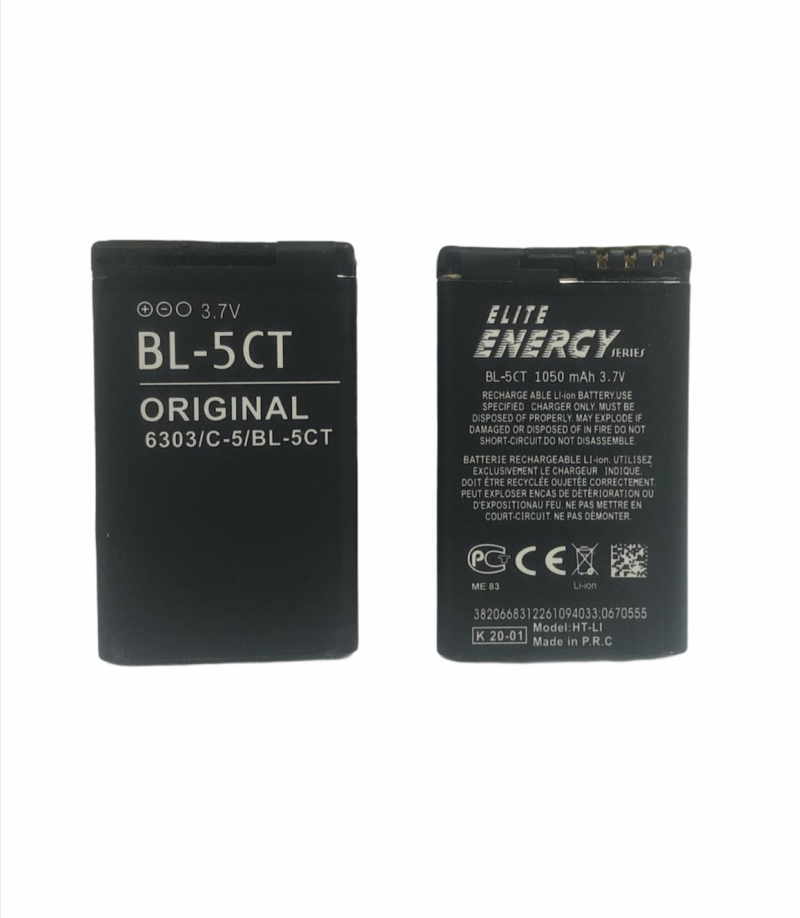 ⊕⊖○ 3.7V
BL-5CT
ORIGINAL
6303/C-5/BL-5CT
ELITE
ENERGY SERIES
BL-5CT 1050 mAh 3.7V
RECHARGE ABLE LI-ion BATTERY.USE
SPECIFIED CHARGER ONLY. MUST BE
DISPOSED OF PROPERLY. MAY EXPLODE IF
DAMAGED OR DISPOSED OF IN FIRE DO NOT
SHORT-CIRCUIT.DO NOT DISASSEMBLE.
BATTERIE RECHARGEABLE LI-ion. UTILISEZ
EXCLUSIVEMENT LE CHARGEUR INDIQUE.
DOIT ÊTRE RECYCLÉE OUJETÉE CORRECTEMENT.
PEUT EXPLOSER ENCAS DE DÉTÉRIORATION OU
D'EXPOSITIONAU FEU. NE PAS METTRE EN
COURT-CIRCUIT. NE PAS DÉMONTER.
PCT CE
ME 83 Li-ion
3820668312261094033;0670555
K 20-01 Model:HT-LI
Made in P.R.C